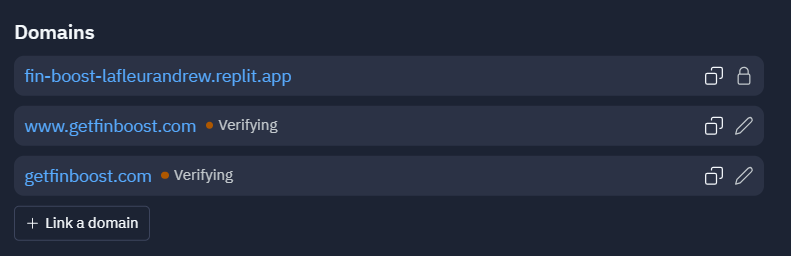 Domains
fin-boost-lafleurandrew.replit.app
www.getfinboost.com Verifying
getfinboost.com Verifying
+ Link a domain